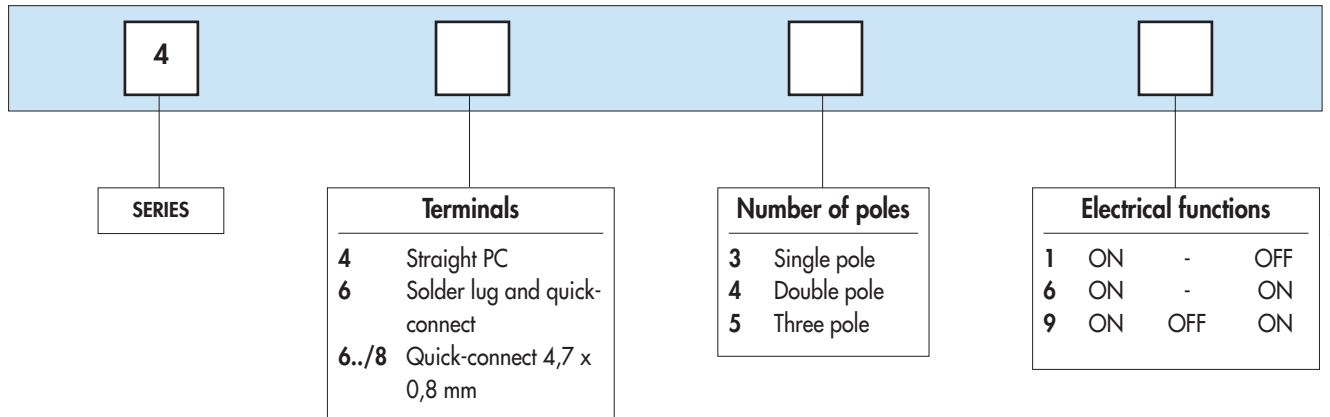 4
SERIES
Terminals
4 Straight PC
6 Solder lug and quick-
connect
6../8 Quick-connect 4,7 x
0,8 mm
Number of poles
3 Single pole
4 Double pole
5 Three pole
Electrical functions
1 ON - OFF
6 ON - ON
9 ON OFF ON